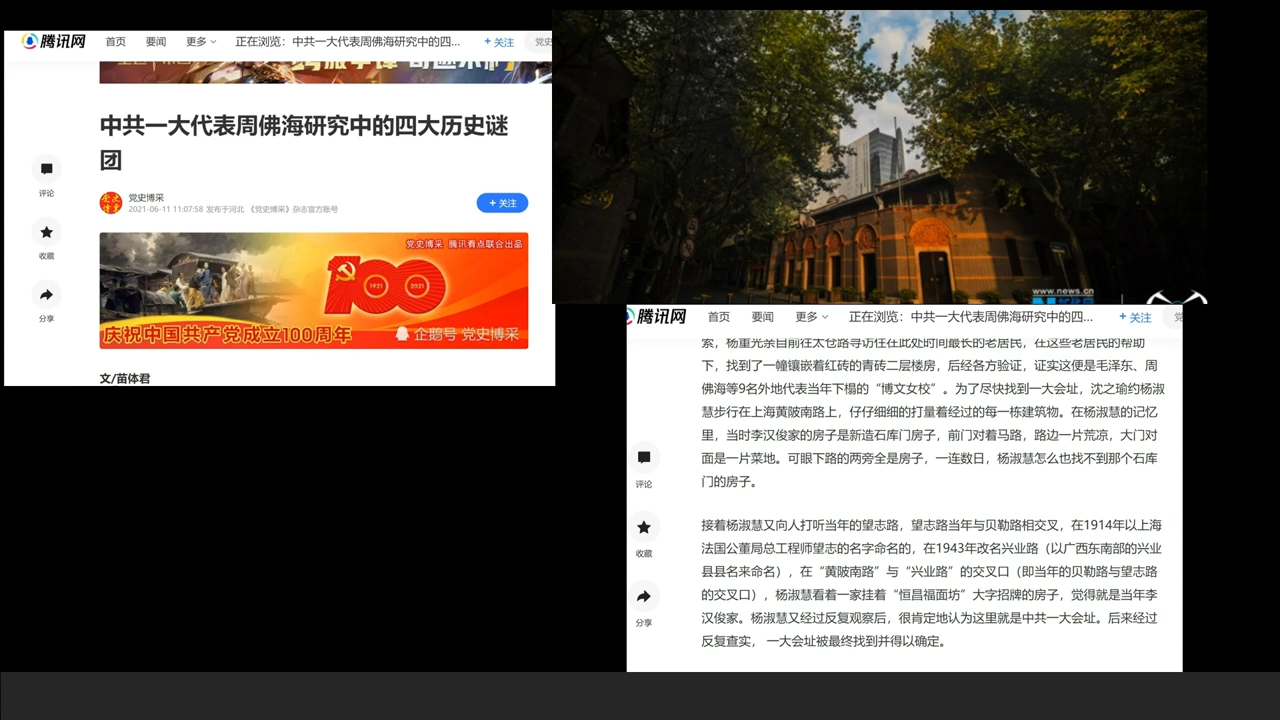 腾讯网
首页
要闻
更多
正在浏览：中共一大代表周佛海研究中的四...
+ 关注
党史
中共一大代表周佛海研究中的四大历史谜
团
党史博采
2021-06-11 11:07:58 发布于河北 《党史博采》杂志官方账号
+ 关注
评论
收藏
分享
党史博采 腾讯看点联合出品
100
1921
2021
庆祝中国共产党成立100周年
企鹅号 党史博采
文/苗体君
www.news.cn
腾讯网
首页
要闻
更多
正在浏览：中共一大代表周佛海研究中的四...
+ 关注
党
索，杨重光亲自前往太仓路寻访住在此处时间最长的老居民，在这些老居民的帮助
下，找到了一幢镶嵌着红砖的青砖二层楼房，后经各方验证，证实这便是毛泽东、周
佛海等9名外地代表当年下榻的“博文女校”。为了尽快找到一大会址，沈之瑜约杨淑
慧步行在上海黄陂南路上，仔仔细细的打量着经过的每一栋建筑物。在杨淑慧的记忆
里，当时李汉俊家的房子是新造石库门房子，前门对着马路，路边一片荒凉，大门对
面是一片菜地。可眼下路的两旁全是房子，一连数日，杨淑慧怎么也找不到那个石库
门的房子。
接着杨淑慧又向人打听当年的望志路，望志路当年与贝勒路相交叉，在1914年以上海
法国公董局总工程师望志的名字命名的，在1943年改名兴业路（以广西东南部的兴业
县县名来命名），在“黄陂南路”与“兴业路”的交叉口（即当年的贝勒路与望志路
的交叉口），杨淑慧看着一家挂着“恒昌福面坊”大字招牌的房子，觉得就是当年李
汉俊家。杨淑慧又经过反复观察后，很肯定地认为这里就是中共一大会址。后来经过
反复查实， 一大会址被最终找到并得以确定。
评论
收藏
分享